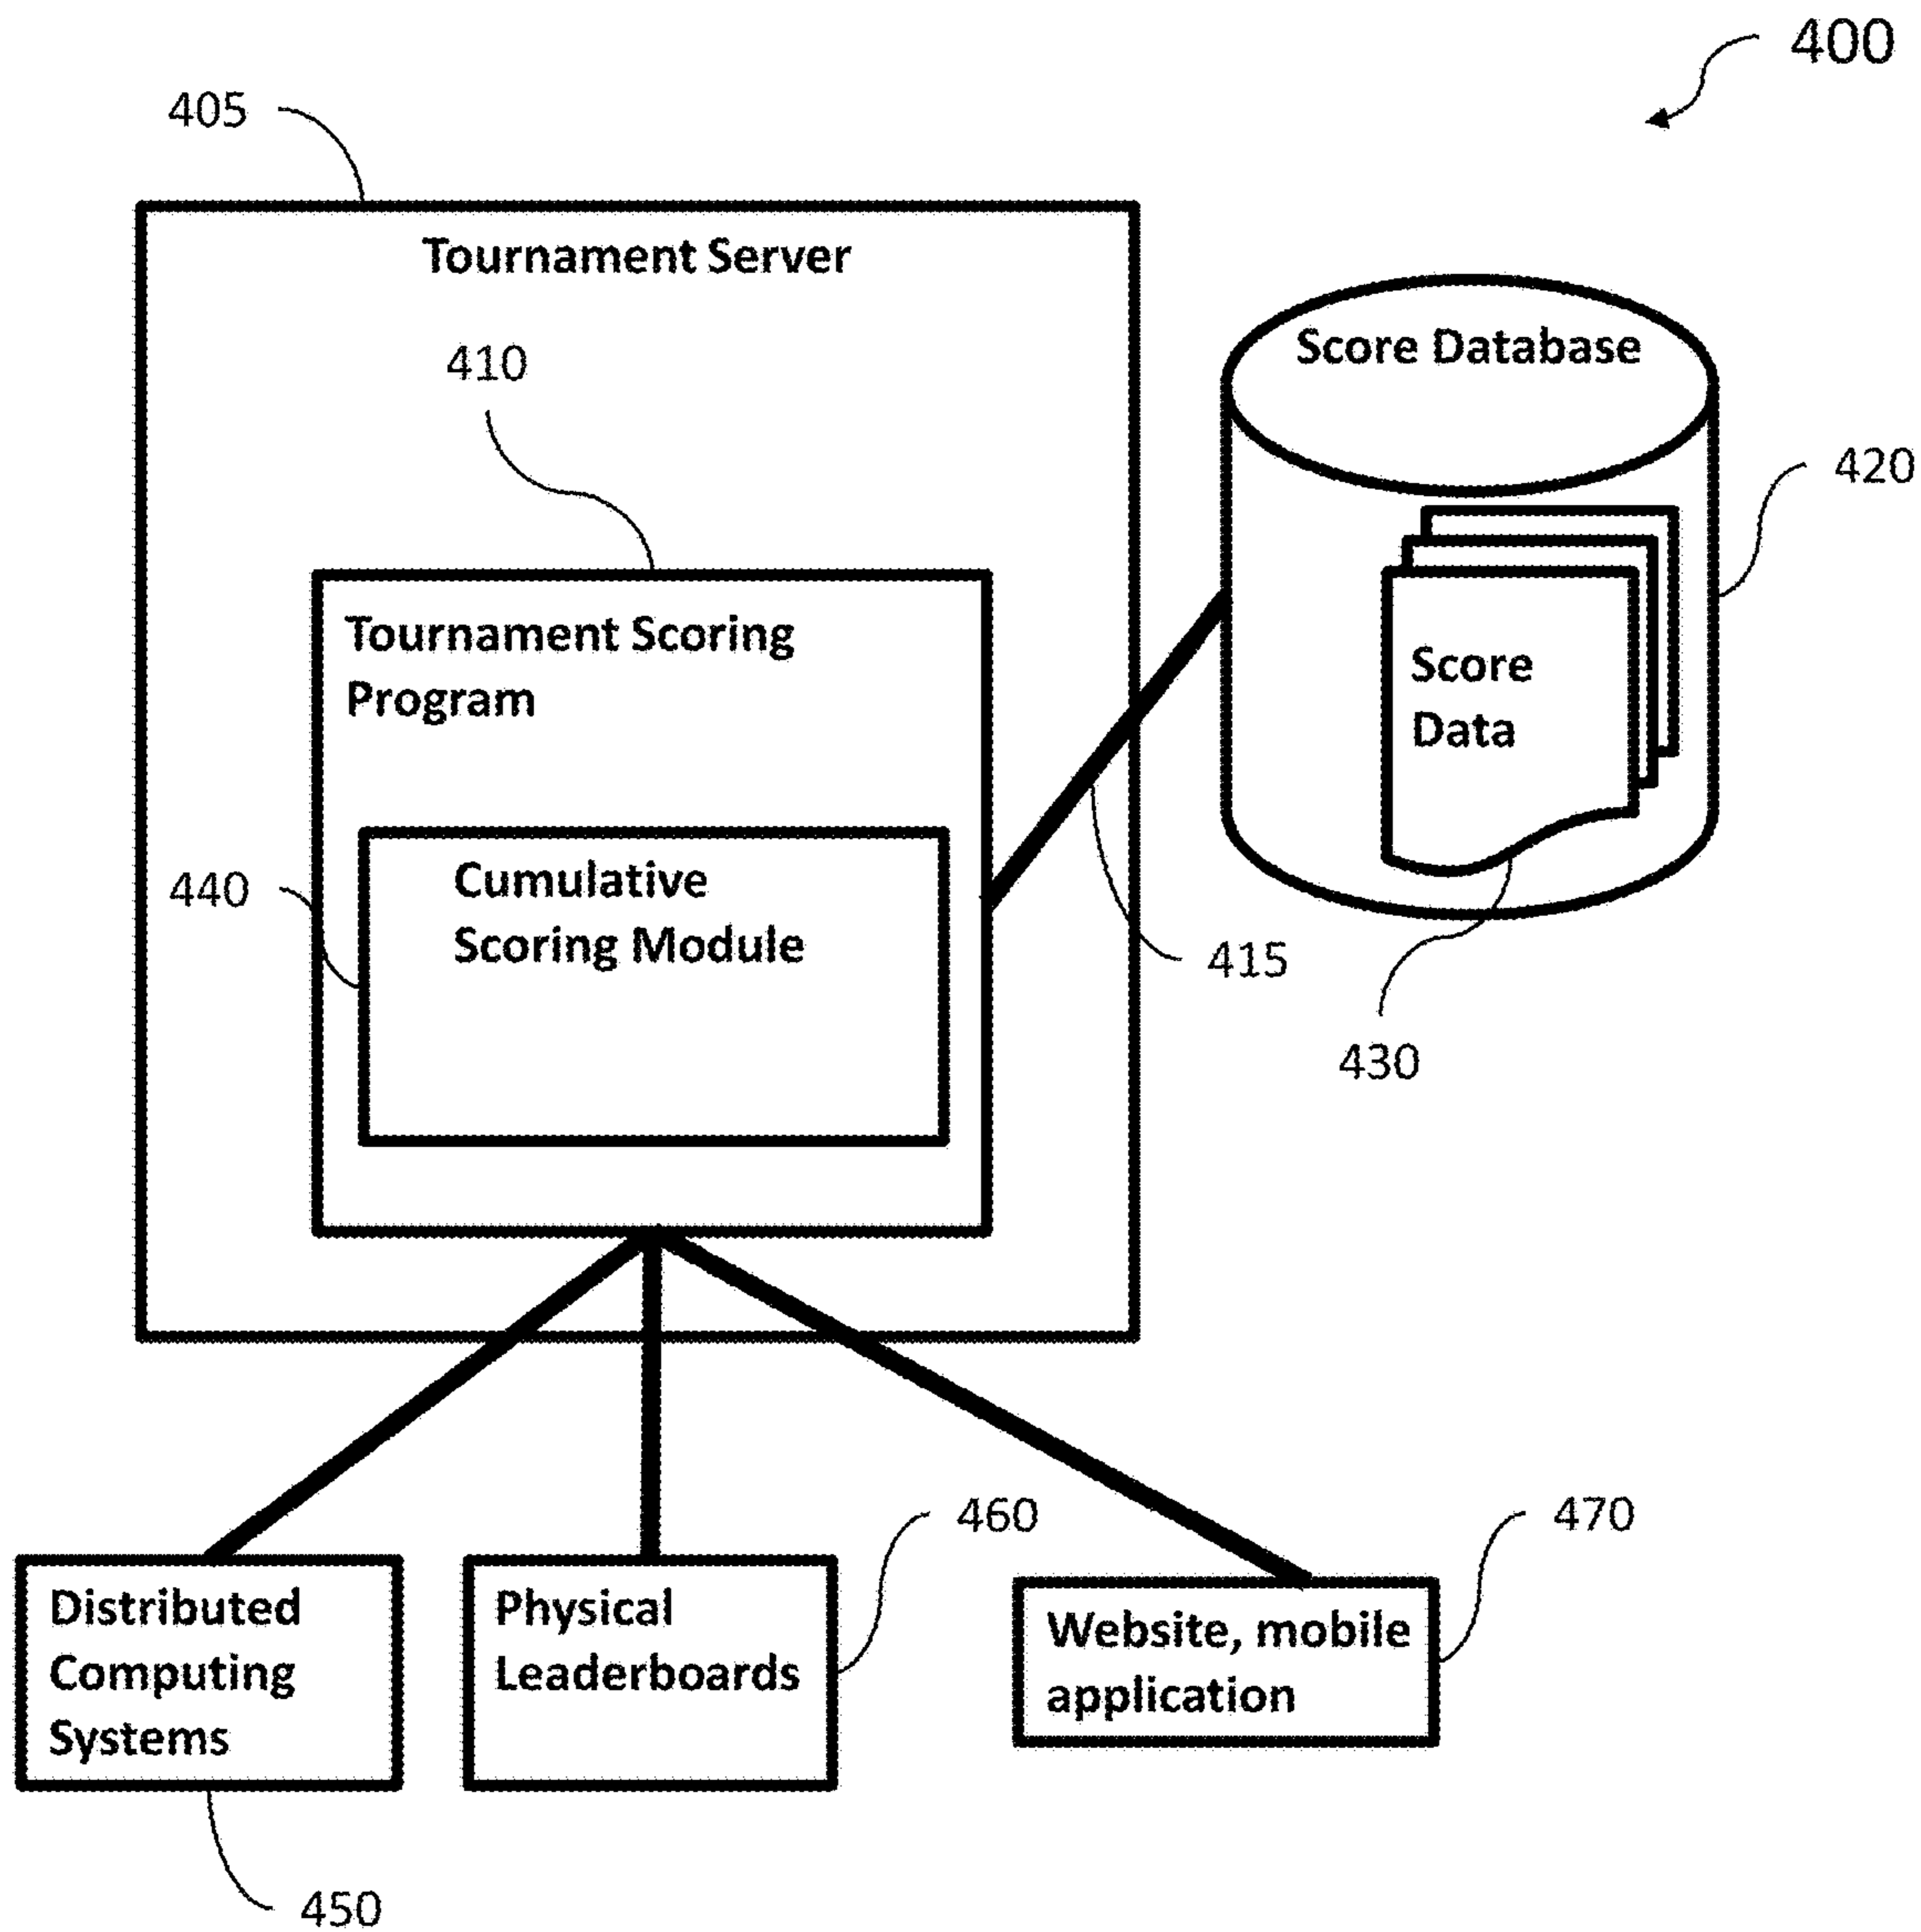 400
405
Tournament Server
410
Score Database
420
Tournament Scoring
Program
Score
Data
440
Cumulative
Scoring Module
415
430
460
470
Distributed
Computing
Systems
Physical
Leaderboards
Website, mobile
application
450